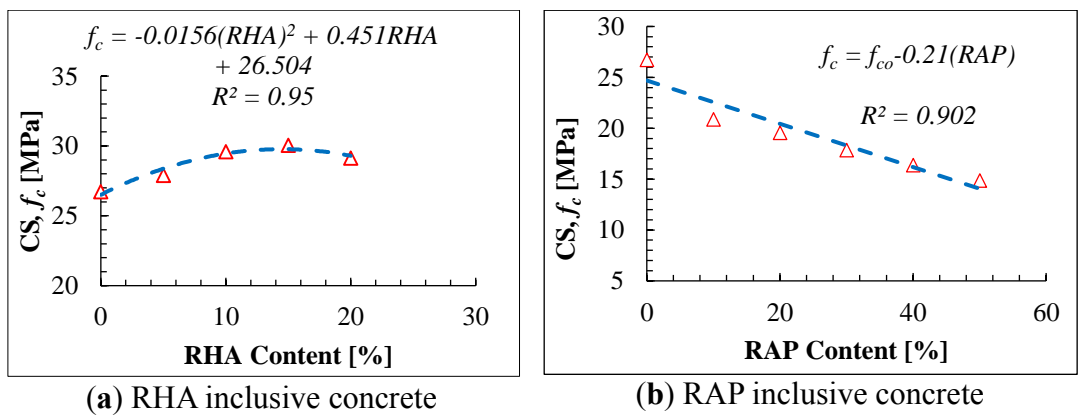 f_c = -0.0156(RHA)² + 0.451RHA
+ 26.504
R² = 0.95
35
30
25
20
CS, f_c [MPa]
0
10
20
30
RHA Content [%]
(a) RHA inclusive concrete
f_c = f_co-0.21(RAP)
R² = 0.902
30
25
20
15
10
5
CS, f_c [MPa]
0
20
40
60
RAP Content [%]
(b) RAP inclusive concrete